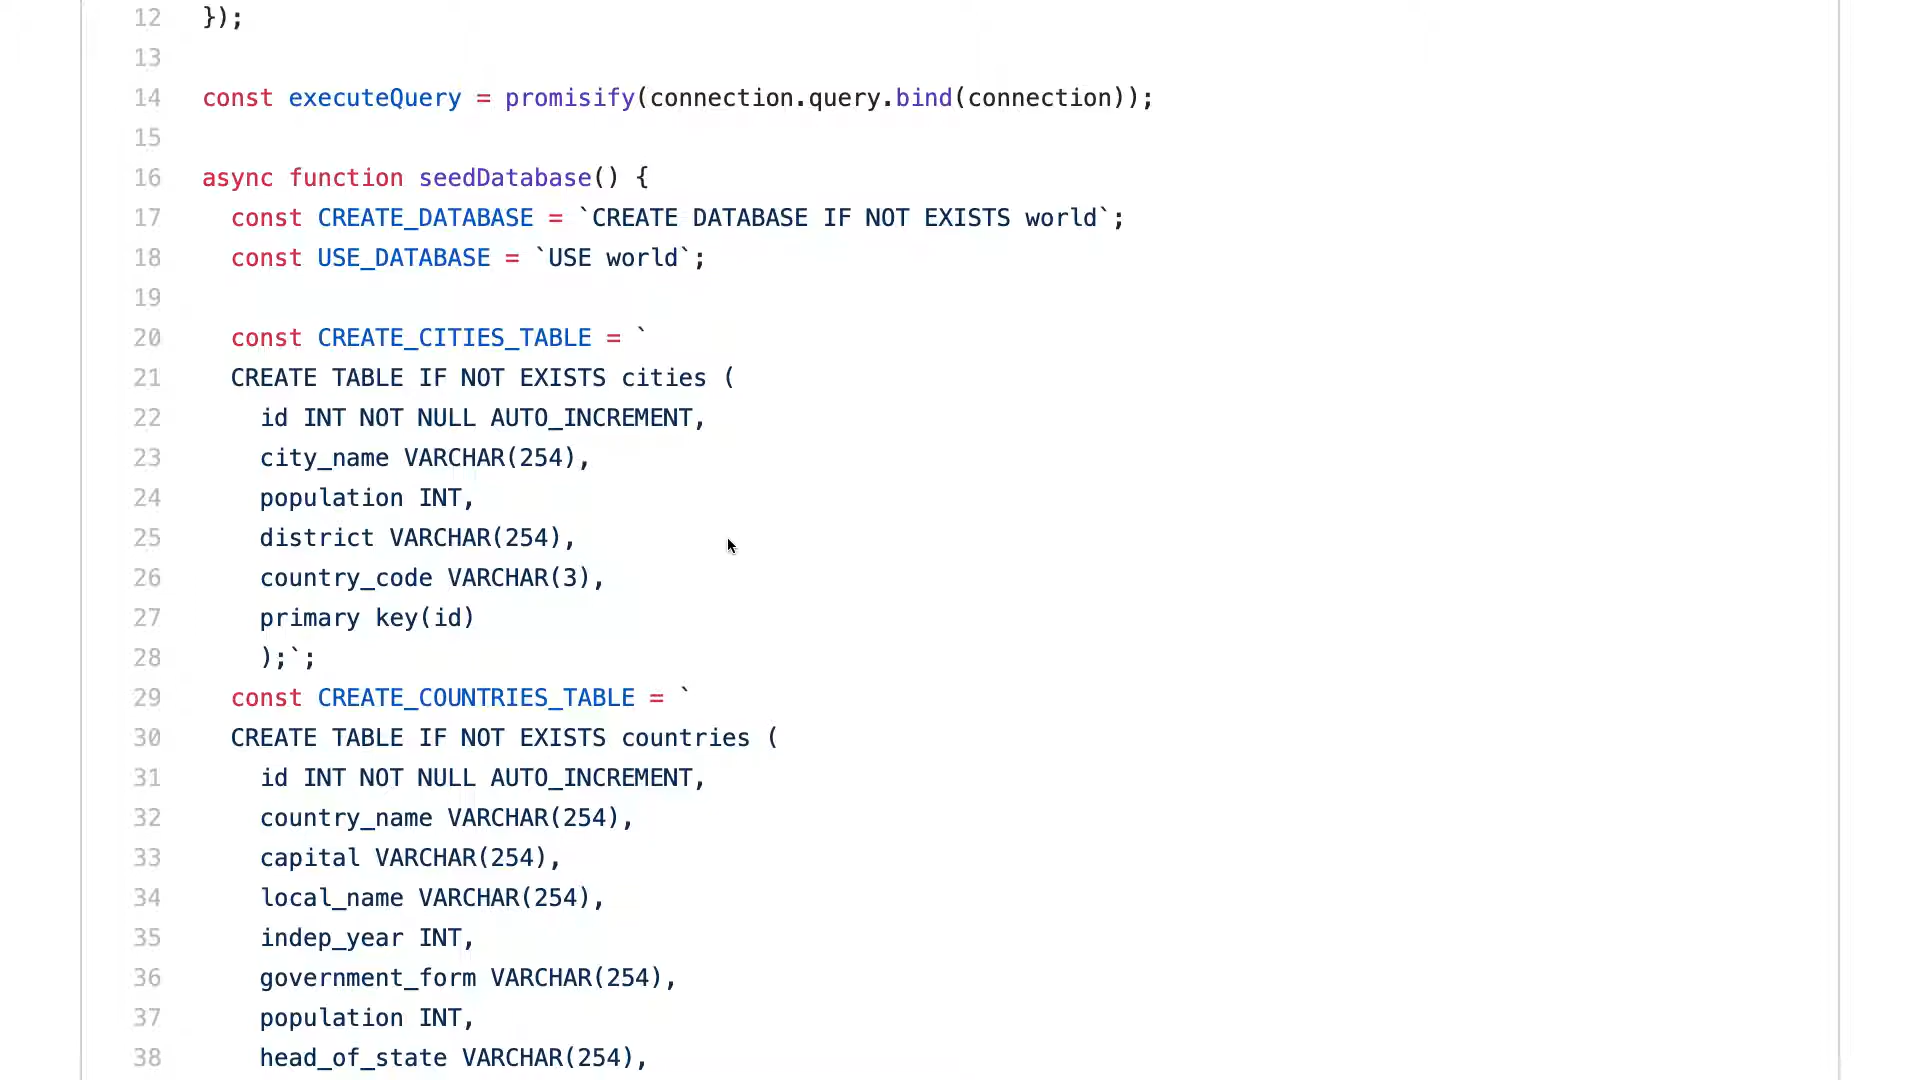 12 });
13
14 const executeQuery = promisify(connection.query.bind(connection));
15
16 async function seedDatabase() {
17 const CREATE_DATABASE = `CREATE DATABASE IF NOT EXISTS world`;
18 const USE_DATABASE = `USE world`;
19
20 const CREATE_CITIES_TABLE = `
21 CREATE TABLE IF NOT EXISTS cities (
22 id INT NOT NULL AUTO_INCREMENT,
23 city_name VARCHAR(254),
24 population INT,
25 district VARCHAR(254),
26 country_code VARCHAR(3),
27 primary key(id)
28 );`;
29 const CREATE_COUNTRIES_TABLE = `
30 CREATE TABLE IF NOT EXISTS countries (
31 id INT NOT NULL AUTO_INCREMENT,
32 country_name VARCHAR(254),
33 capital VARCHAR(254),
34 local_name VARCHAR(254),
35 indep_year INT,
36 government_form VARCHAR(254),
37 population INT,
38 head_of_state VARCHAR(254),